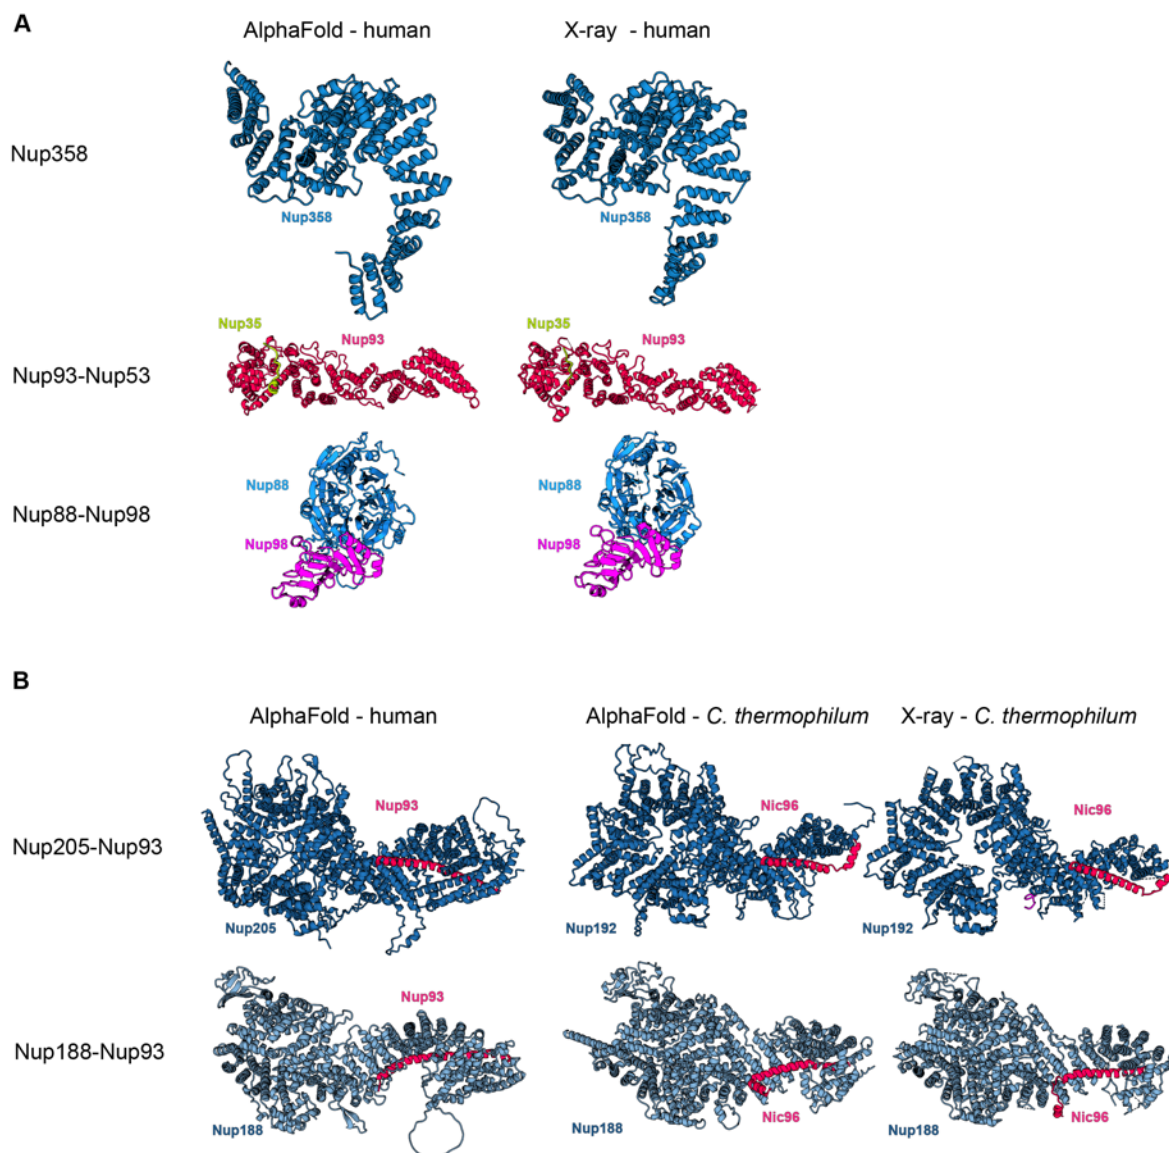 A
AlphaFold - human
X-ray - human
Nup358
Nup358
Nup358
Nup93-Nup53
Nup35
Nup93
Nup35
Nup93
Nup88-Nup98
Nup88
Nup98
Nup88
Nup98
B
AlphaFold - human
AlphaFold - C. thermophilum
X-ray - C. thermophilum
Nup205-Nup93
Nup93
Nup205
Nic96
Nup192
Nic96
Nup192
Nup188-Nup93
Nup93
Nup188
Nup188
Nic96
Nup188
Nic96